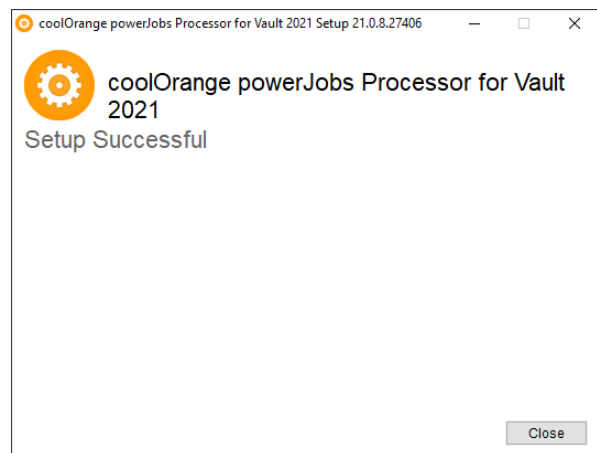 coolOrange powerJobs Processor for Vault 2021 Setup 21.0.8.27406
coolOrange powerJobs Processor for Vault
2021
Setup Successful
Close